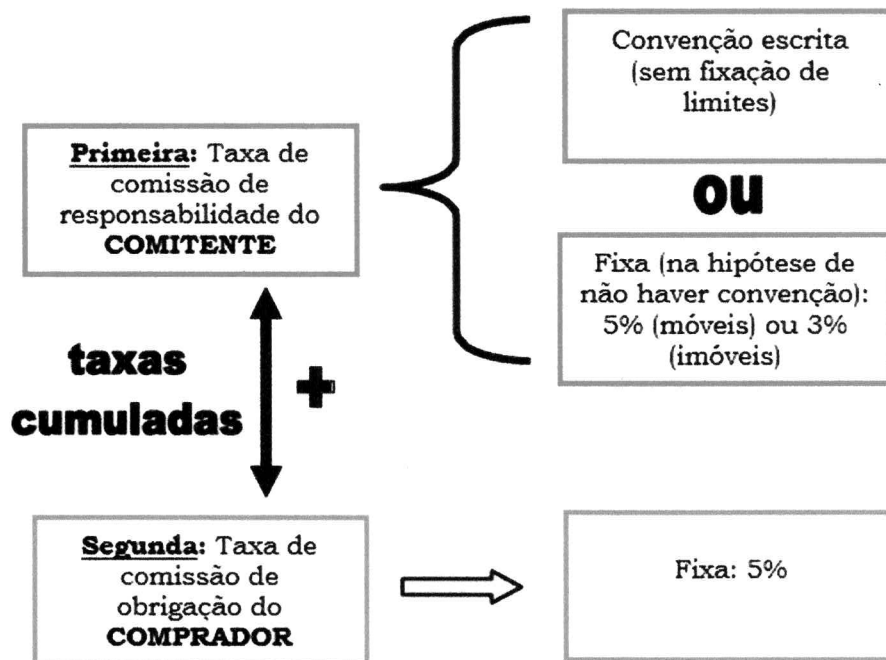 Primeira: Taxa de
comissão de
responsabilidade do
COMITENTE
Convenção escrita
(sem fixação de
limites)
ou
Fixa (na hipótese de
não haver convenção):
5% (móveis) ou 3%
(imóveis)
taxas
cumuladas
+
Segunda: Taxa de
comissão de
obrigação do
COMPRADOR
Fixa: 5%